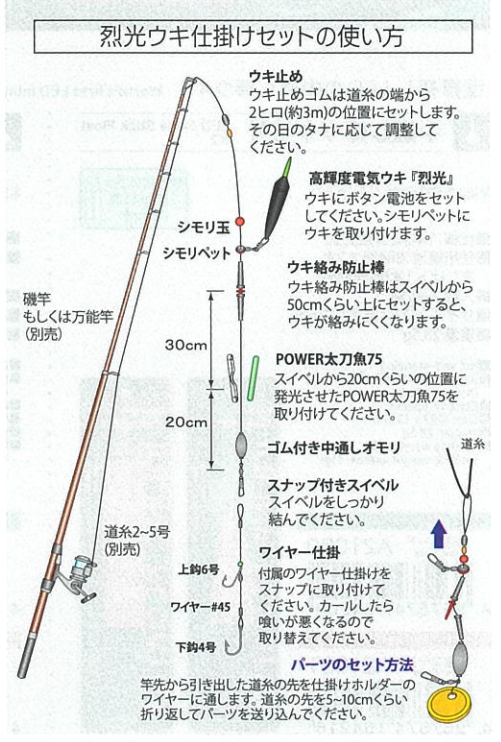 烈光ウキ仕掛けセットの使い方
ウキ止め
ウキ止めゴムは道糸の端から
2ヒロ(約3m)の位置にセットします。
その日のタナに応じて調整して
ください。
高輝度電気ウキ『烈光』
ウキにボタン電池をセット
してください。シモリペットに
ウキを取り付けます。
シモリ玉
シモリペット
ウキ絡み防止棒
ウキ絡み防止棒はスイベルから
50cmくらい上にセットすると、
ウキが絡みにくくなります。
磯竿
もしくは万能竿
(別売)
30cm
POWER太刀魚75
スイベルから20cmくらいの位置に
発光させたPOWER太刀魚75を
取り付けてください。
20cm
ゴム付き中通しオモリ
道糸
スナップ付きスイベル
スイベルをしっかり
結んでください。
道糸2~5号
(別売)
ワイヤー仕掛
付属のワイヤー仕掛けを
スナップに取り付けて
ください。カールしたら
喰いが悪くなるので
取り替えてください。
上鈎6号
ワイヤー#45
下鈎4号
パーツのセット方法
竿先から引き出した道糸の先を仕掛けホルダーの
ワイヤーに通します。道糸の先を5~10cmくらい
折り返してパーツを送り込んでください。